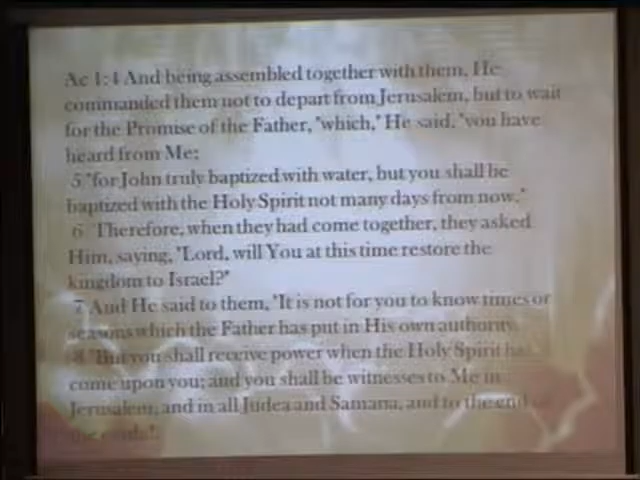 Ac 1:4 And being assembled together with them, He
commanded them not to depart from Jerusalem, but to wait
for the Promise of the Father, "which," He said, "you have
heard from Me;
5 "for John truly baptized with water, but you shall be
baptized with the Holy Spirit not many days from now."
6 Therefore, when they had come together, they asked
Him, saying, "Lord, will You at this time restore the
kingdom to Israel?"
7 And He said to them, "It is not for you to know times or
seasons which the Father has put in His own authority.
8 "But you shall receive power when the Holy Spirit has
come upon you; and you shall be witnesses to Me in
Jerusalem, and in all Judea and Samaria, and to the end of
the earth."